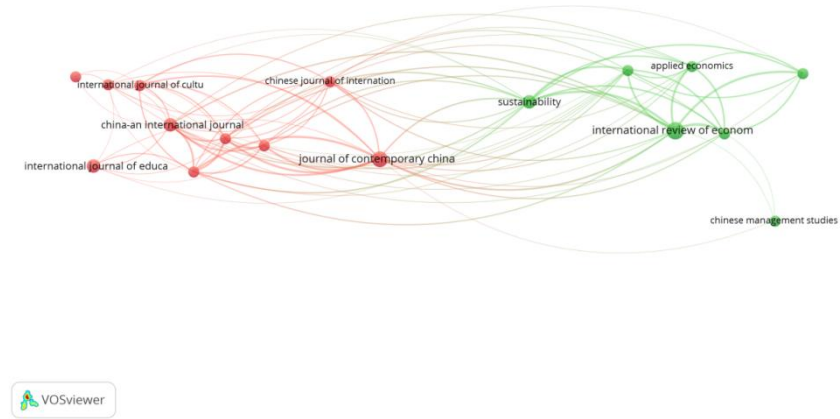 applied economics
international journal of cultu
chinese journal of internation
sustainability
china-an international journal
international review of econom
international journal of educa
journal of contemporary china
chinese management studies
VOSviewer